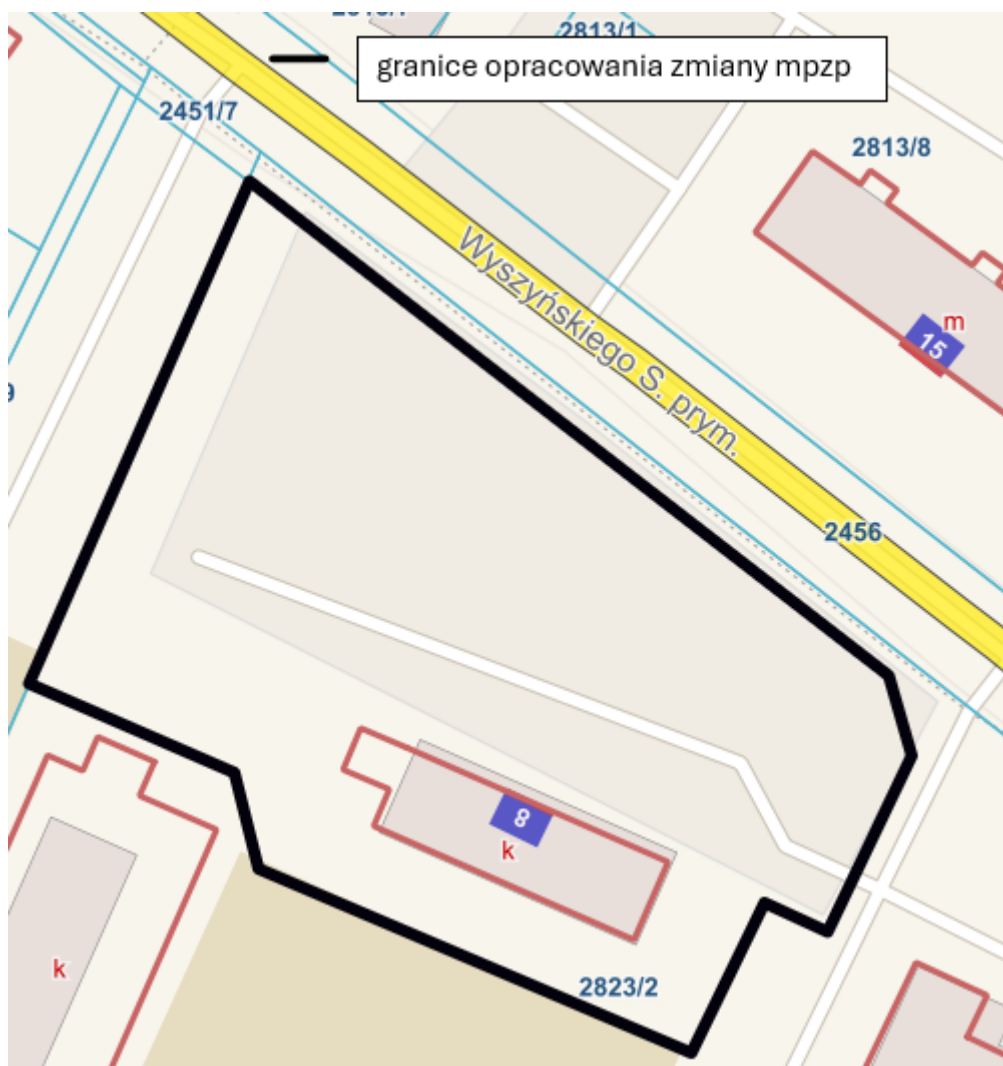 2813/1
granice opracowania zmiany mpzp
2451/7
2813/8
Wyszyńskiego S. prym.
m
15
2456
8
k
k
2823/2